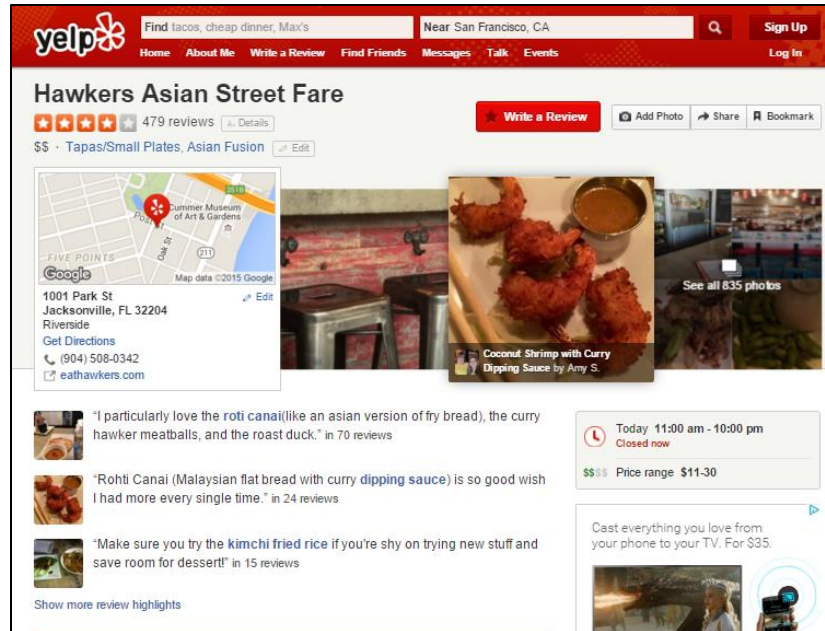 yelp
Find tacos, cheap dinner, Max's
Near San Francisco, CA
Sign Up
Home About Me Write a Review Find Friends Messages Talk Events
Log In
Hawkers Asian Street Fare
479 reviews Details
Write a Review
Add Photo Share Bookmark
$$ · Tapas/Small Plates, Asian Fusion Edit
Cummer Museum
of Art & Gardens
Post St
Oak St
211
FIVE POINTS
Google
Map data ©2015 Google
1001 Park St Edit
Jacksonville, FL 32204
Riverside
Get Directions
(904) 508-0342
eathawkers.com
Coconut Shrimp with Curry
Dipping Sauce by Amy S.
See all 835 photos
“I particularly love the roti canai(like an asian version of fry bread), the curry
hawker meatballs, and the roast duck.” in 70 reviews
“Rohti Canai (Malaysian flat bread with curry dipping sauce) is so good wish
I had more every single time.” in 24 reviews
“Make sure you try the kimchi fried rice if you're shy on trying new stuff and
save room for dessert!” in 15 reviews
Show more review highlights
Today 11:00 am - 10:00 pm
Closed now
$$$$ Price range $11-30
Cast everything you love from
your phone to your TV. For $35.